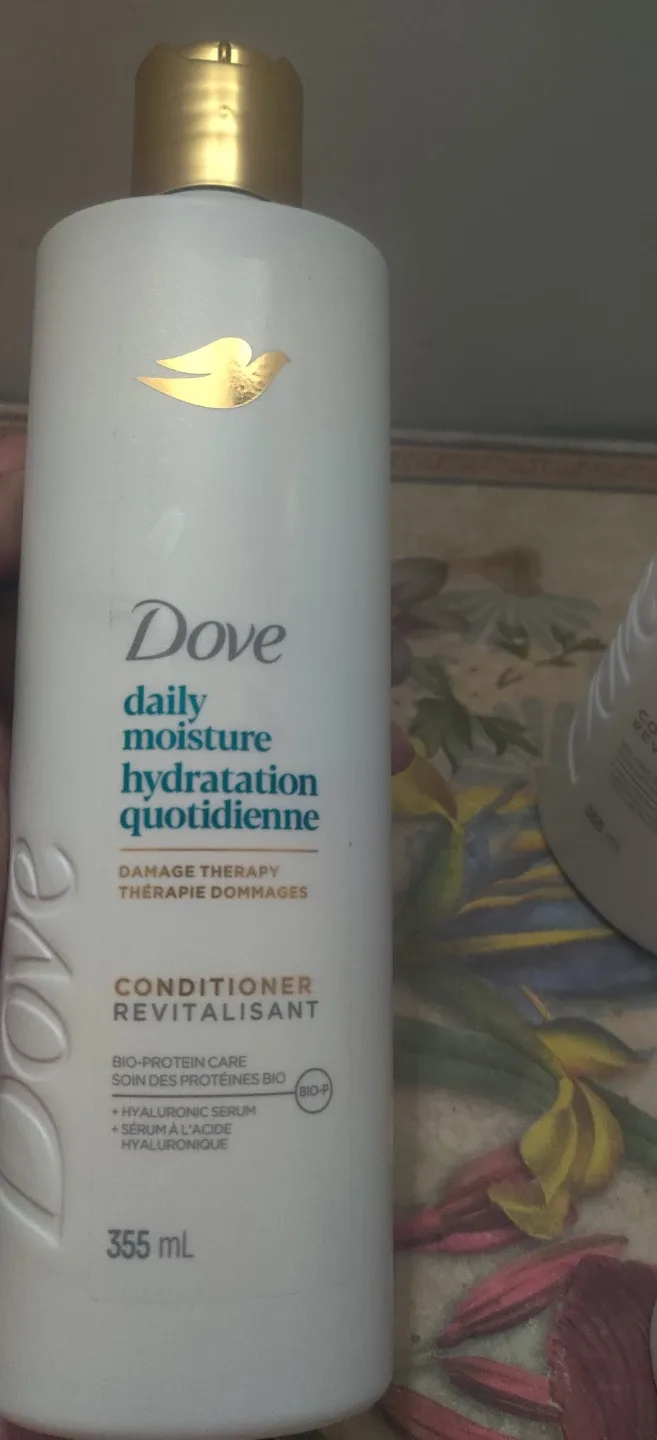 Dove
daily
moisture
hydratation
quotidienne
DAMAGE THERAPY
THÉRAPIE DOMMAGES
CONDITIONER
REVITALISANT
BIO-PROTEIN CARE
SOIN DES PROTÉINES BIO
BIO-P
+ HYALURONIC SERUM
+ SÉRUM À L'ACIDE
HYALURONIQUE
355 mL
Dove